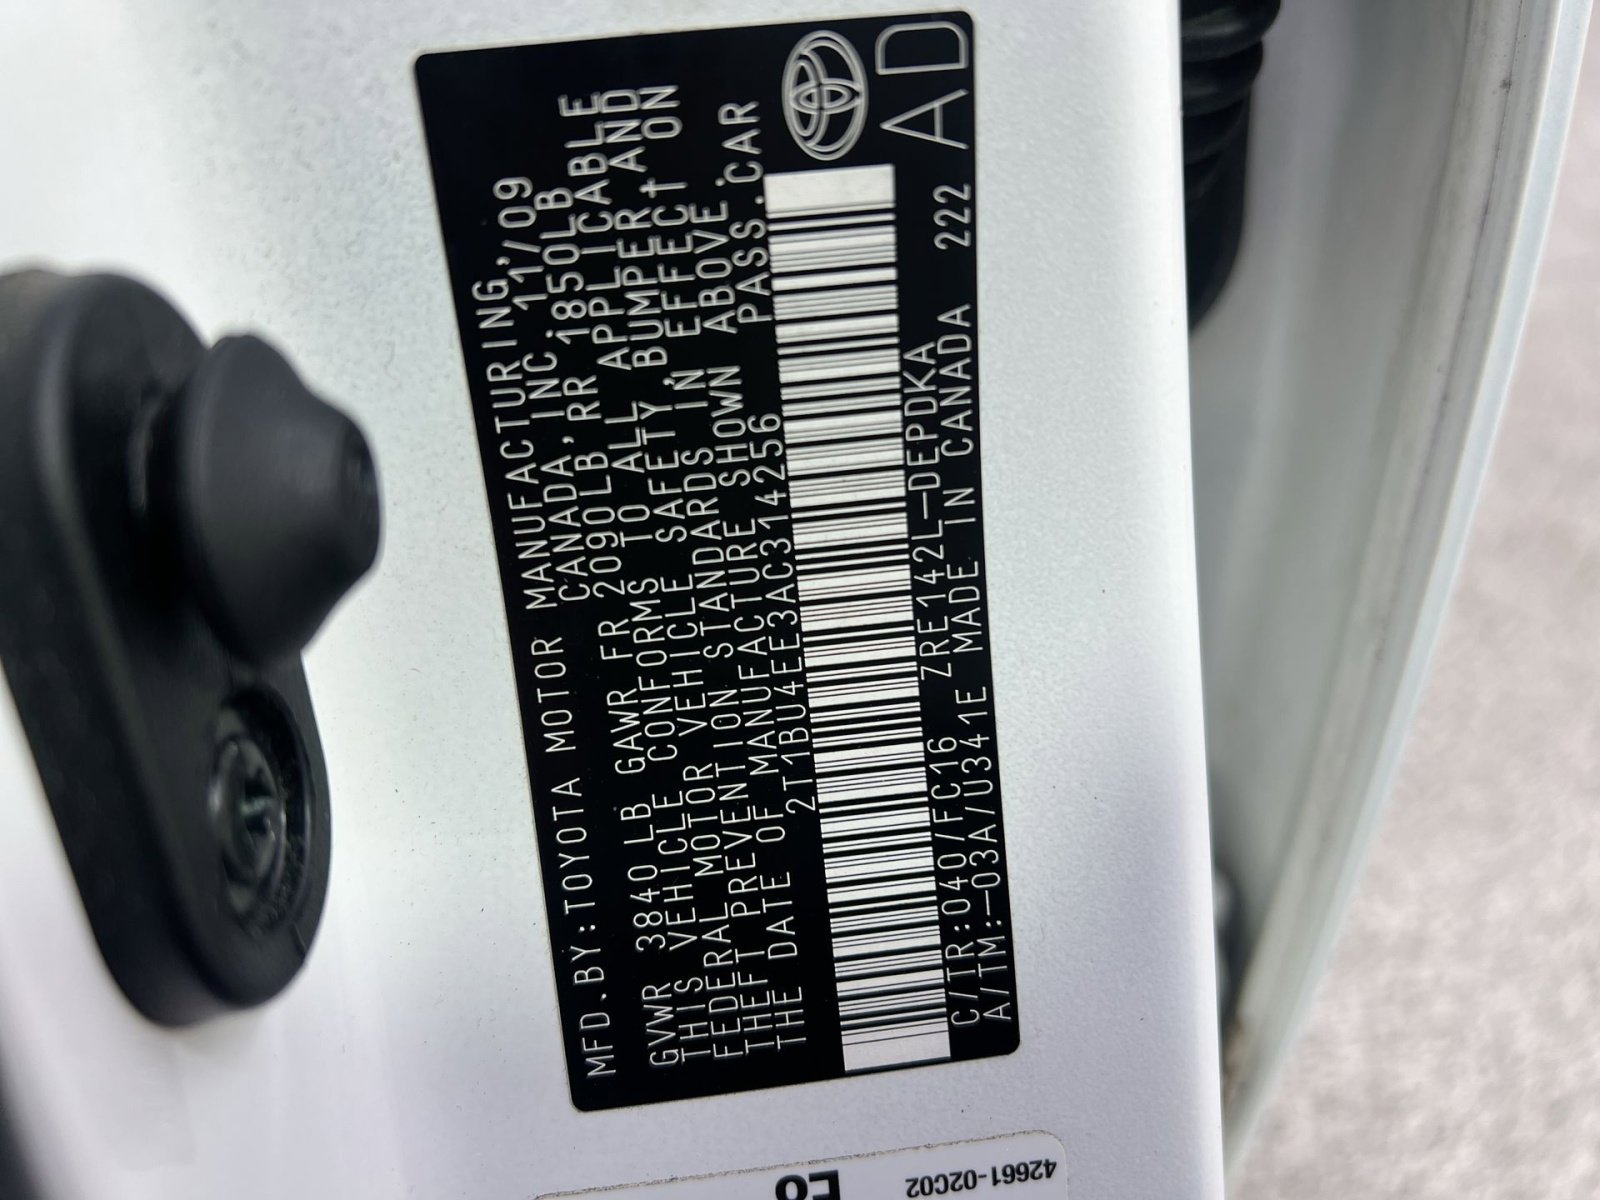 MFD.BY:TOYOTA MOTOR MANUFACTURING,
CANADA,INC. 11/09
GVWR 3840 LB GAWR FR 2090LB RR 1850LB
THIS VEHICLE CONFORMS TO ALL APPLICABLE
FEDERAL MOTOR VEHICLE SAFETY, BUMPER, AND
THEFT PREVENTION STANDARDS IN EFFECT ON
THE DATE OF MANUFACTURE SHOWN ABOVE.
2T1BU4EE3AC314256 PASS.CAR
C/TR:040/FC16 ZRE142L-DEPDKA
A/TM:-03A/U341E MADE IN CANADA 222
AD
42661-02C02